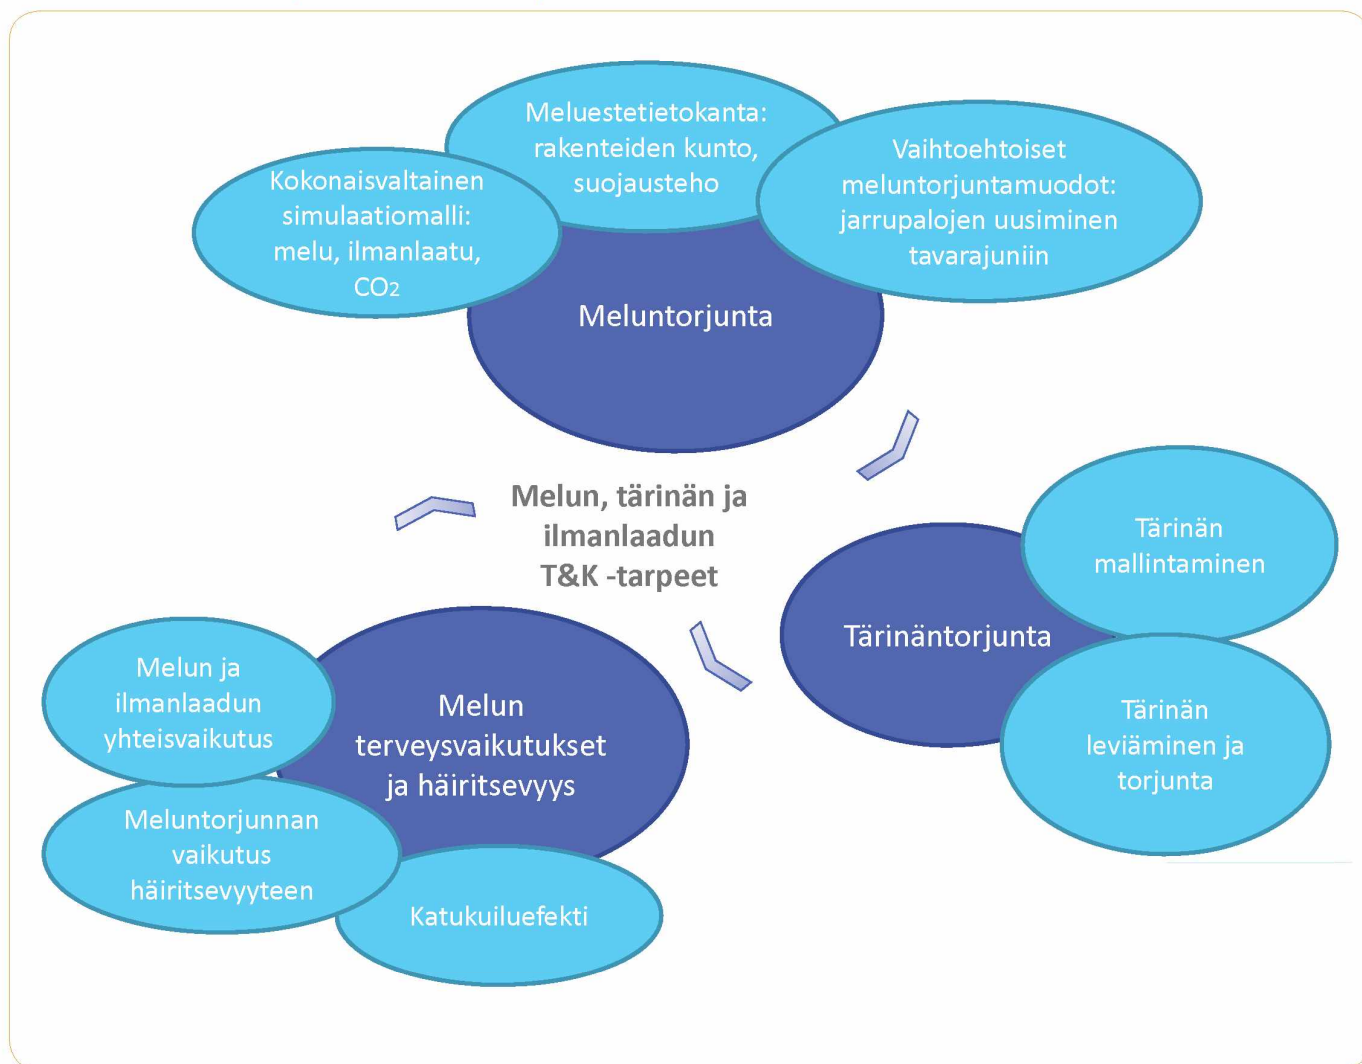 Meluestetietokanta:
rakenteiden kunto,
suojausteho
Kokonaisvaltainen
simulaatiomalli:
melu, ilmanlaatu,
CO2
Vaihtoehtoiset
meluntorjuntamuodot:
jarrupalojen uusiminen
tavarajuniin
Meluntorjunta
Melun, tärinän ja
ilmanlaadun
T&K -tarpeet
Tärinän
mallintaminen
Tärinäntorjunta
Tärinän
leviäminen ja
torjunta
Melun ja
ilmanlaadun
yhteisvaikutus
Melun
terveysvaikutukset
ja häiritsevyys
Meluntorjunnan
vaikutus
häiritsevyyteen
Katukuiluefekti